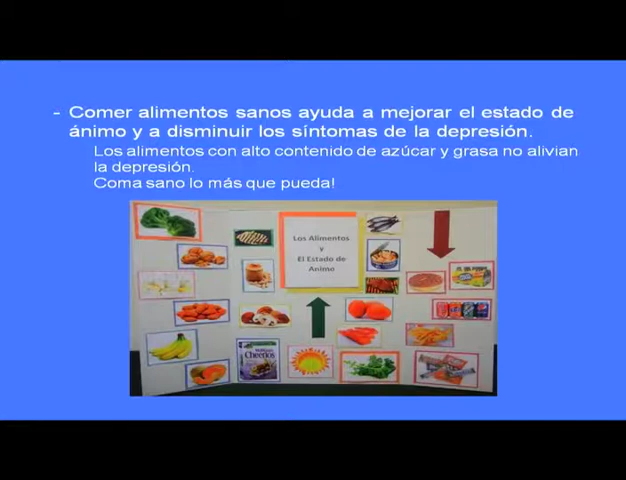 - Comer alimentos sanos ayuda a mejorar el estado de
ánimo y a disminuir los síntomas de la depresión.
Los alimentos con alto contenido de azúcar y grasa no alivian
la depresión.
Coma sano lo más que pueda!
Los Alimentos
y
El Estado de
Animo
Cheerios